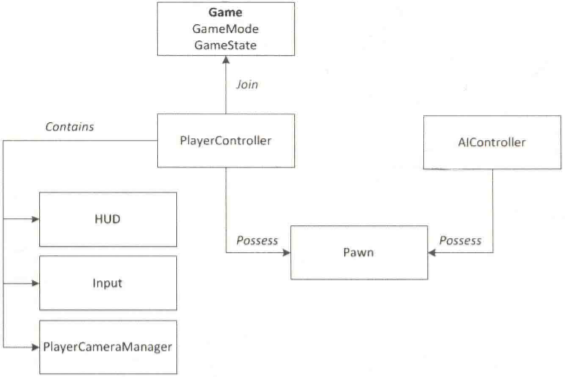 Game
GameMode
GameState
Join
Contains
PlayerController
AIController
HUD
Possess
Possess
Pawn
Input
PlayerCameraManager